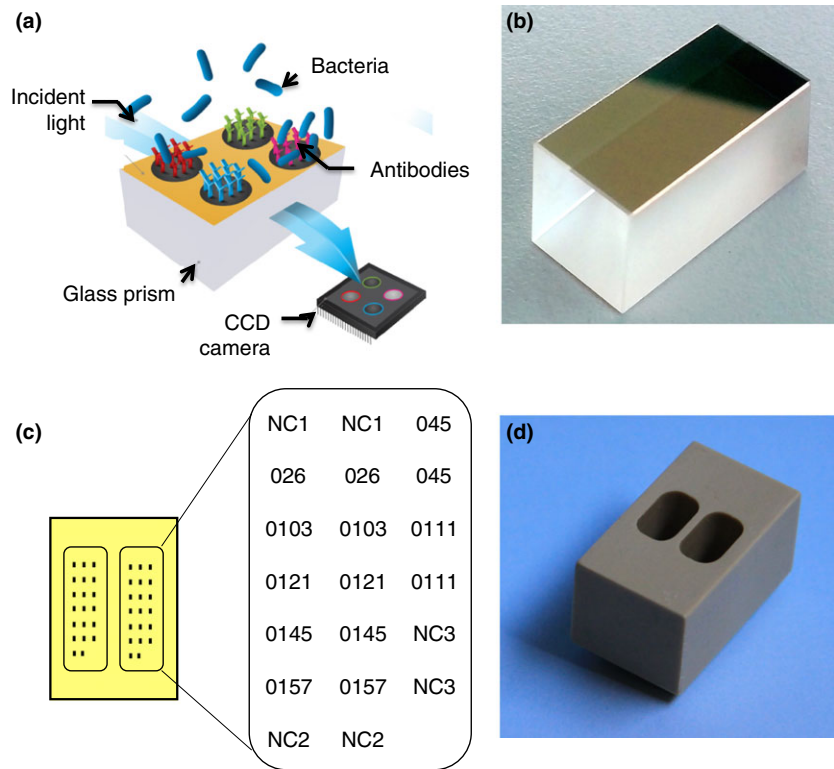 (a)
Bacteria
Incident
light
Antibodies
Glass prism
CCD
camera
(b)
(c)
NC1 NC1 045
026 026 045
0103 0103 0111
0121 0121 0111
0145 0145 NC3
0157 0157 NC3
NC2 NC2
(d)